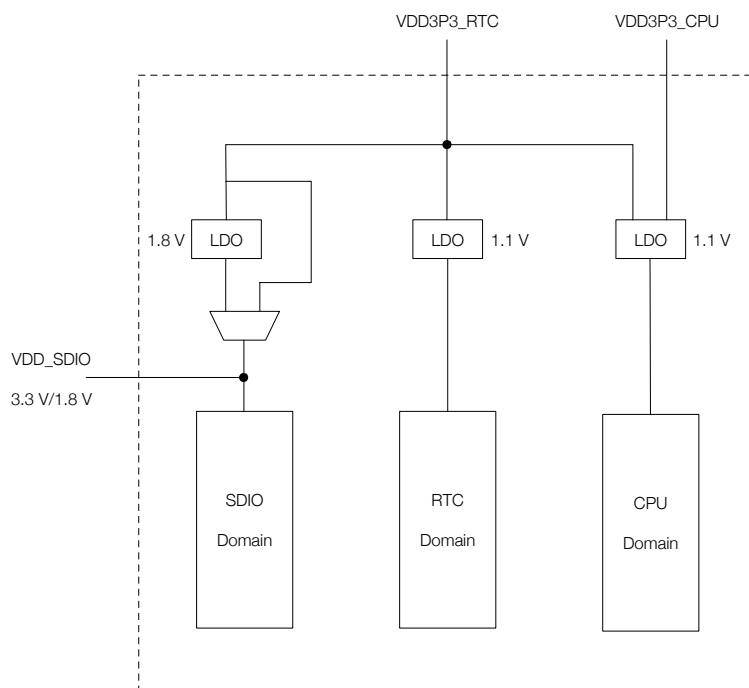 VDD3P3_RTC
VDD3P3_CPU
1.8 V
LDO
LDO
1.1 V
LDO
1.1 V
VDD_SDIO
3.3 V/1.8 V
SDIO
Domain
RTC
Domain
CPU
Domain